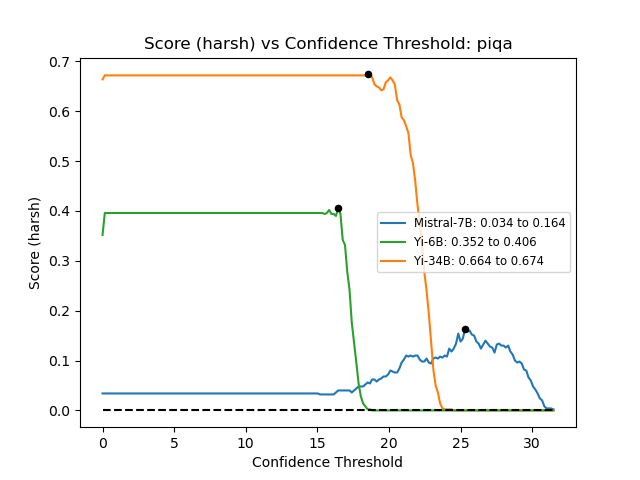 Score (harsh) vs Confidence Threshold: piqa
Score (harsh)
0.7
0.6
0.5
0.4
0.3
0.2
0.1
0.0
Mistral-7B: 0.034 to 0.164
Yi-6B: 0.352 to 0.406
Yi-34B: 0.664 to 0.674
0 5 10 15 20 25 30
Confidence Threshold